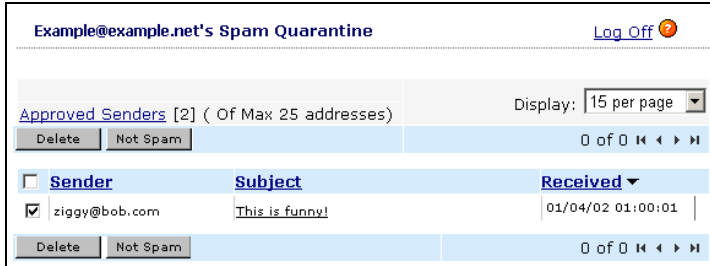 Example@example.net's Spam Quarantine Log Off ?
Display: 15 per page
Approved Senders [2] ( Of Max 25 addresses)
Delete Not Spam 0 of 0
Sender Subject Received
ziggy@bob.com This is funny! 01/04/02 01:00:01
Delete Not Spam 0 of 0